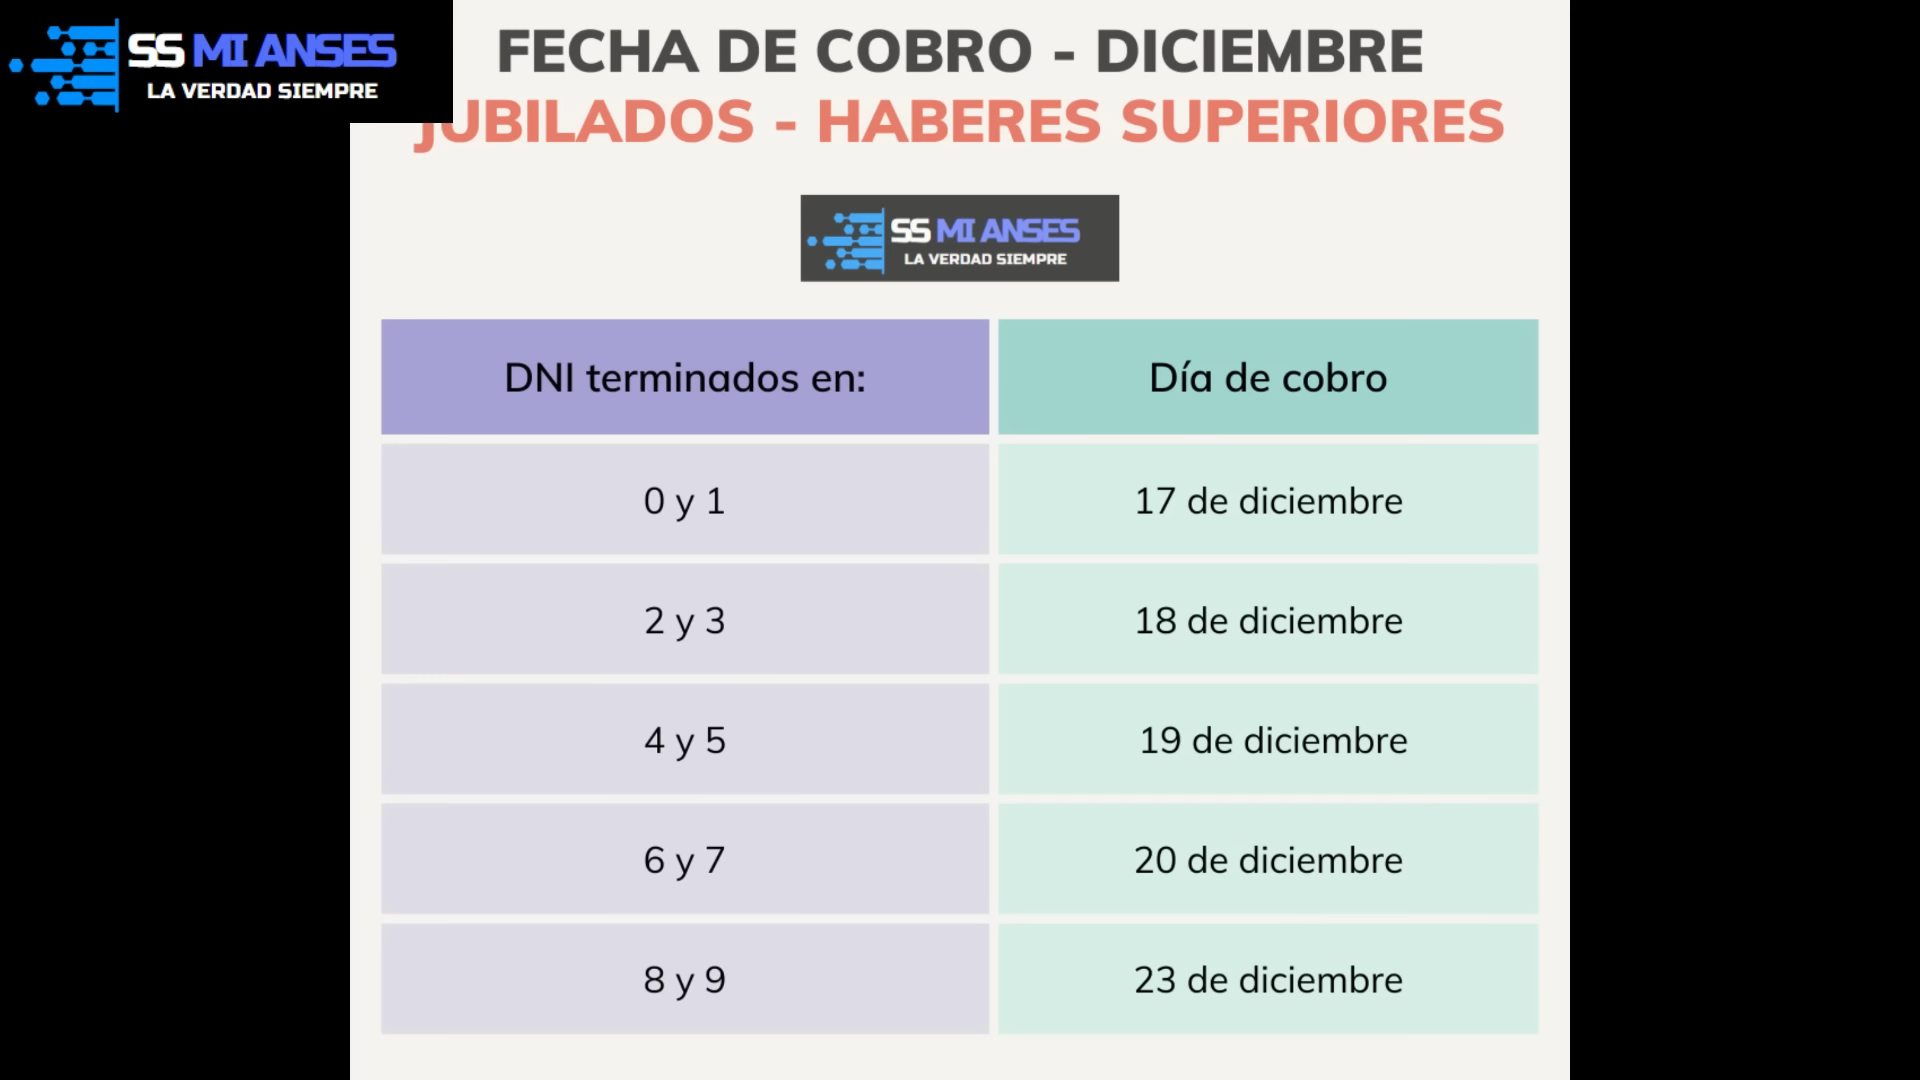 SS MI ANSES
LA VERDAD SIEMPRE
FECHA DE COBRO - DICIEMBRE
JUBILADOS - HABERES SUPERIORES
SS MI ANSES
LA VERDAD SIEMPRE
DNI terminados en:
Día de cobro
0 y 1
17 de diciembre
2 y 3
18 de diciembre
4 y 5
19 de diciembre
6 y 7
20 de diciembre
8 y 9
23 de diciembre